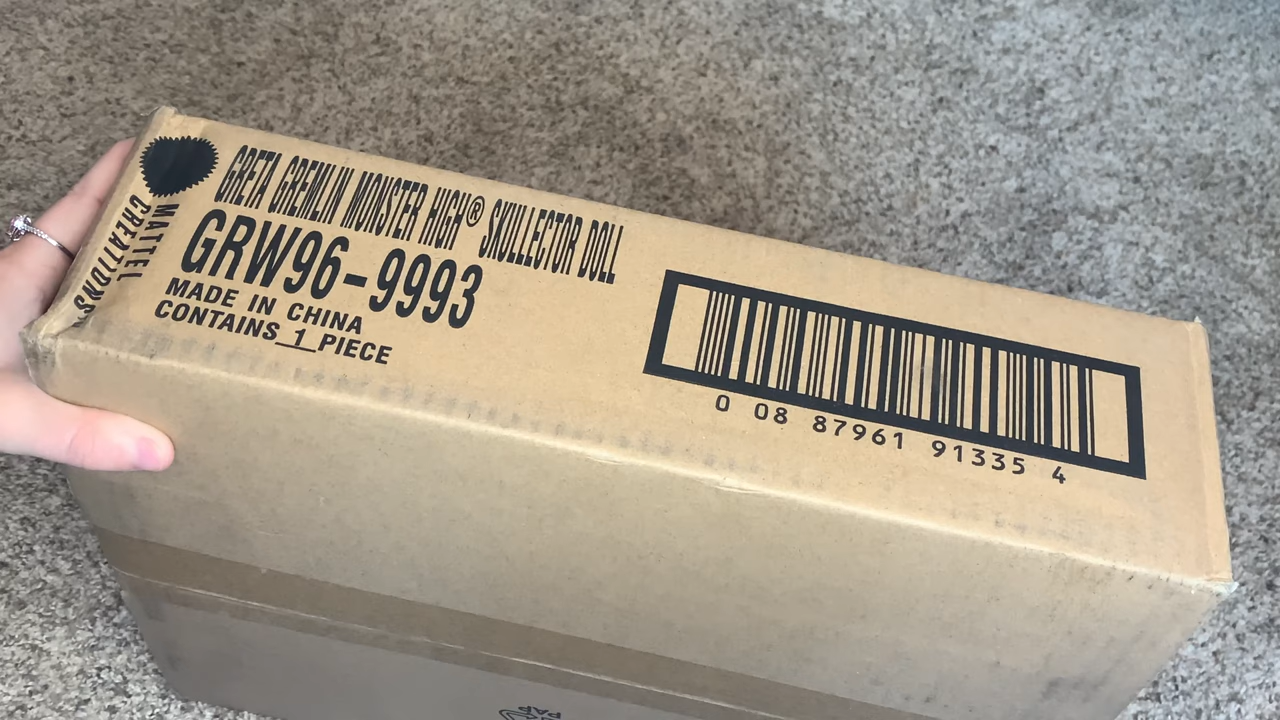 GRETA GREMLIN MONSTER HIGH® SKULLECTOR DOLL
GRW96-9993
MADE IN CHINA
CONTAINS 1 PIECE
MATTEL
CREATIONS
0 08 87961 91335 4
PAP